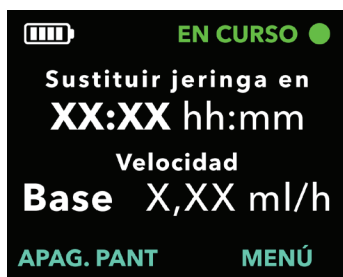 EN CURSO
Sustituir jeringa en
XX:XX hh:mm
Velocidad
Base X,XX ml/h
APAG. PANT MENÚ